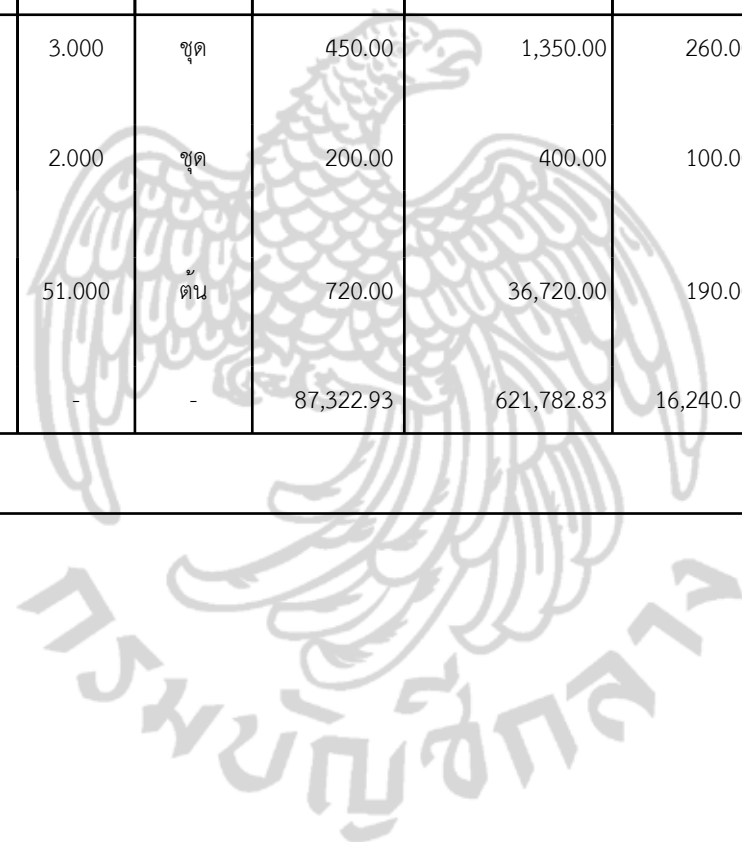 3.000 ชุด 450.00 1,350.00 260.0
2.000 ชุด 200.00 400.00 100.0
51.000 ต้น 720.00 36,720.00 190.0
- - 87,322.93 621,782.83 16,240.0
กรมบัญชีกลาง